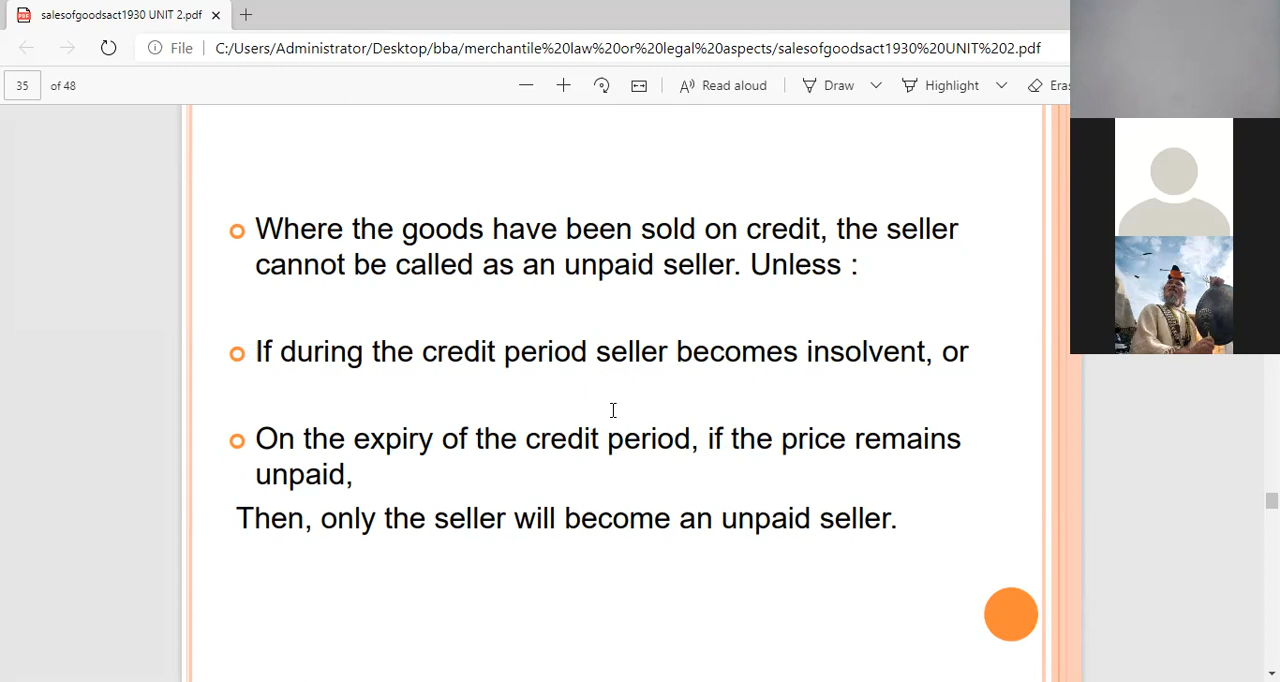 salesofgoodsact1930 UNIT 2.pdf
File
C:/Users/Administrator/Desktop/bba/merchantile%20law%20or%20legal%20aspects/salesofgoodsact1930%20UNIT%202.pdf
35 of 48
Read aloud
Draw
Highlight
Eras
Where the goods have been sold on credit, the seller
cannot be called as an unpaid seller. Unless :
If during the credit period seller becomes insolvent, or
On the expiry of the credit period, if the price remains
unpaid,
Then, only the seller will become an unpaid seller.